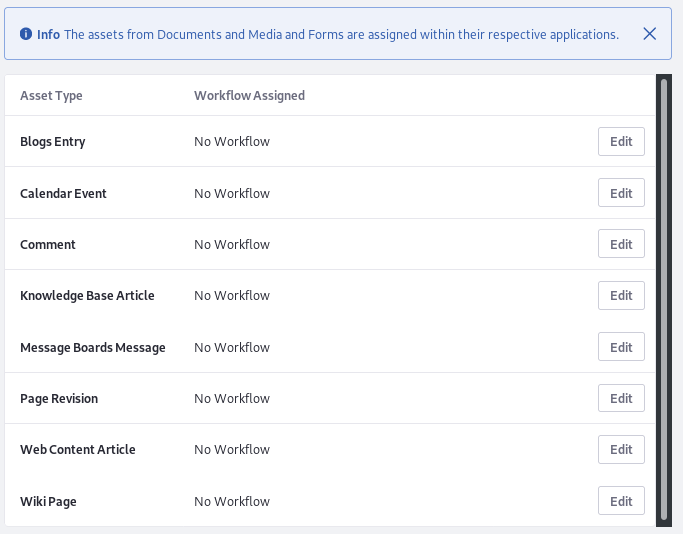 Info The assets from Documents and Media and Forms are assigned within their respective applications.
Asset Type Workflow Assigned
Blogs Entry No Workflow Edit
Calendar Event No Workflow Edit
Comment No Workflow Edit
Knowledge Base Article No Workflow Edit
Message Boards Message No Workflow Edit
Page Revision No Workflow Edit
Web Content Article No Workflow Edit
Wiki Page No Workflow Edit